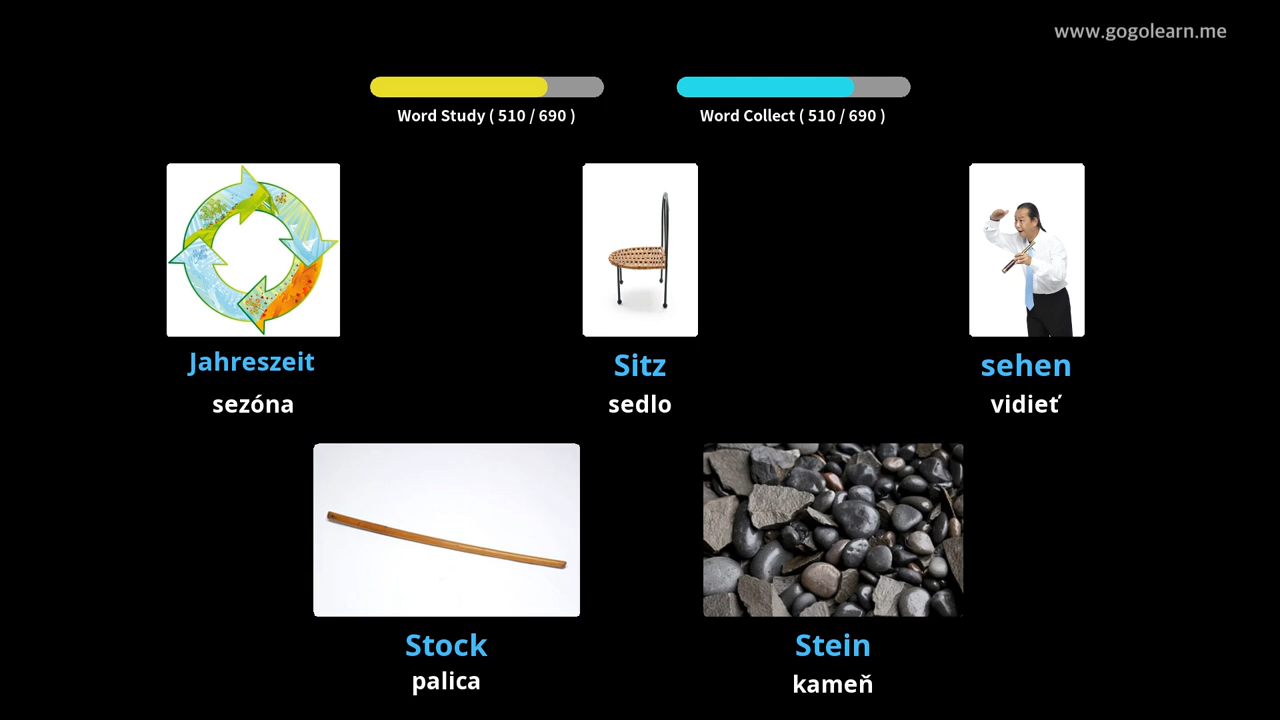 www.gogolearn.me
Word Study ( 510 / 690 )
Word Collect ( 510 / 690 )
Jahreszeit
Sitz
sehen
sezóna
sedlo
vidieť
Stock
Stein
palica
kameň